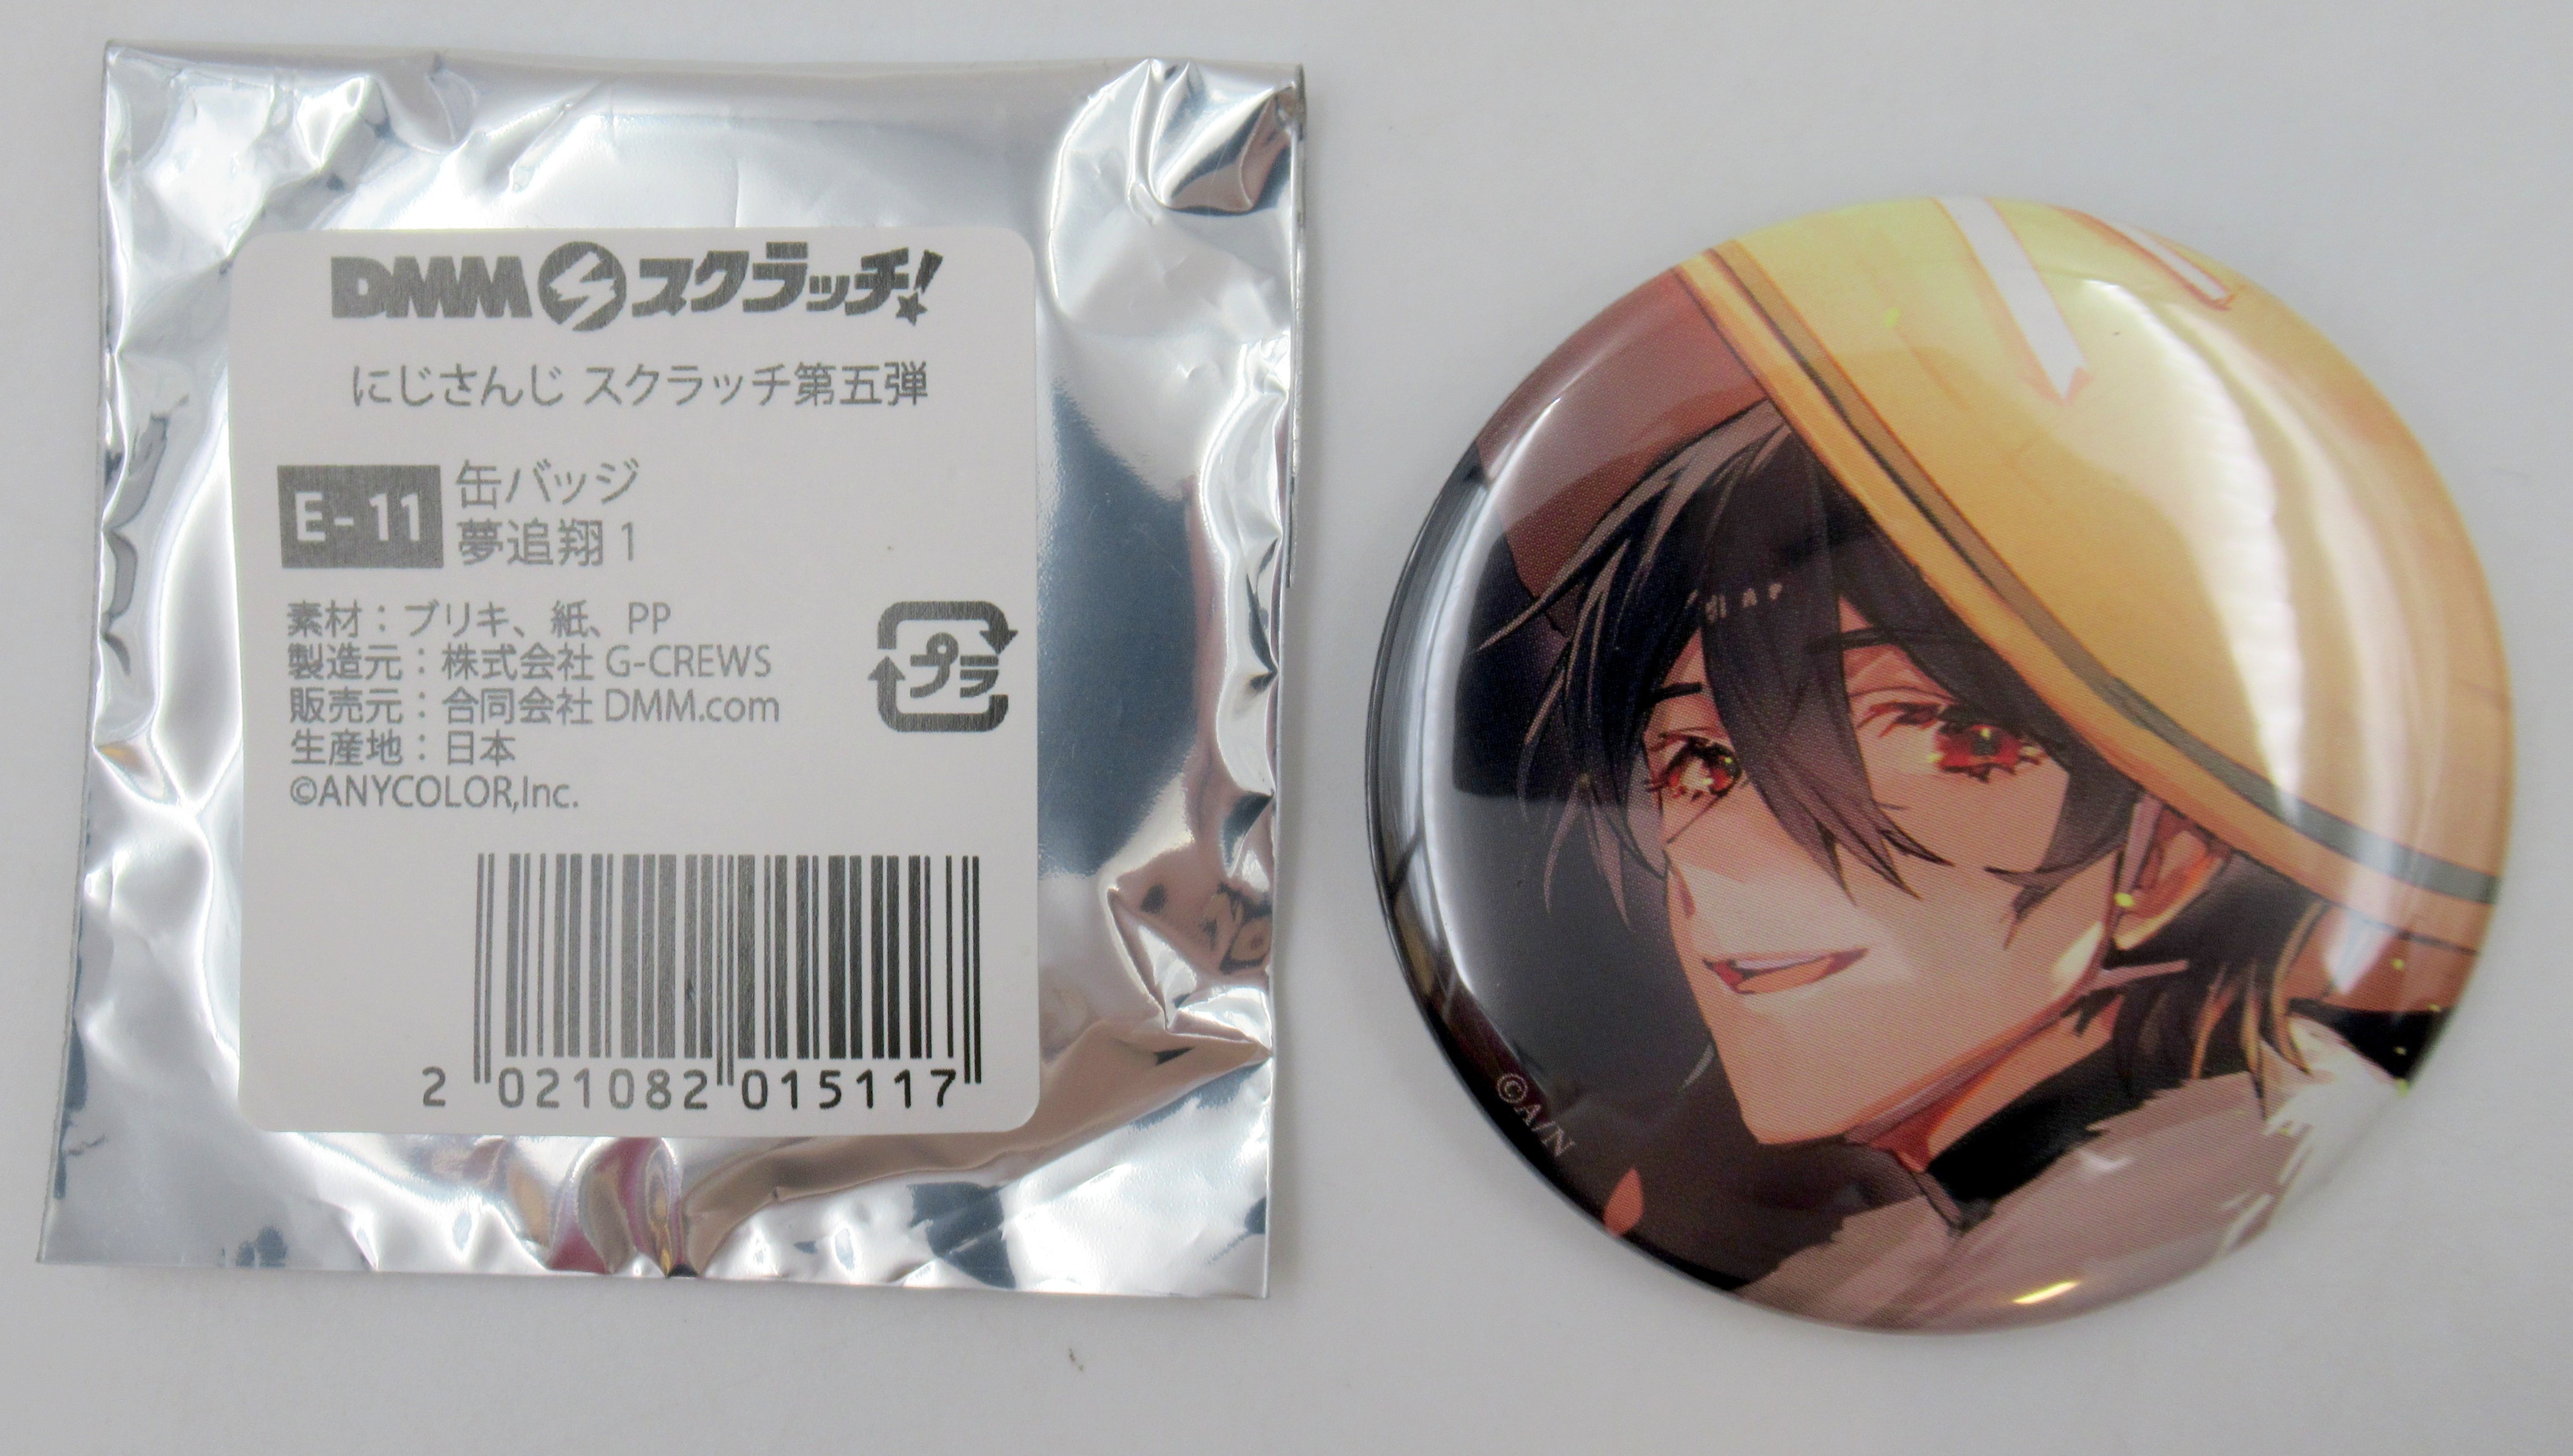 DMMスクラッチ!
にじさんじ スクラッチ第五弾
E-11
缶バッジ
夢追翔 1
素材：ブリキ、紙、PP
製造元：株式会社 G-CREWS
販売元：合同会社 DMM.com
生産地：日本
©ANYCOLOR,Inc.
プラ
2 021082 015117
©A/N